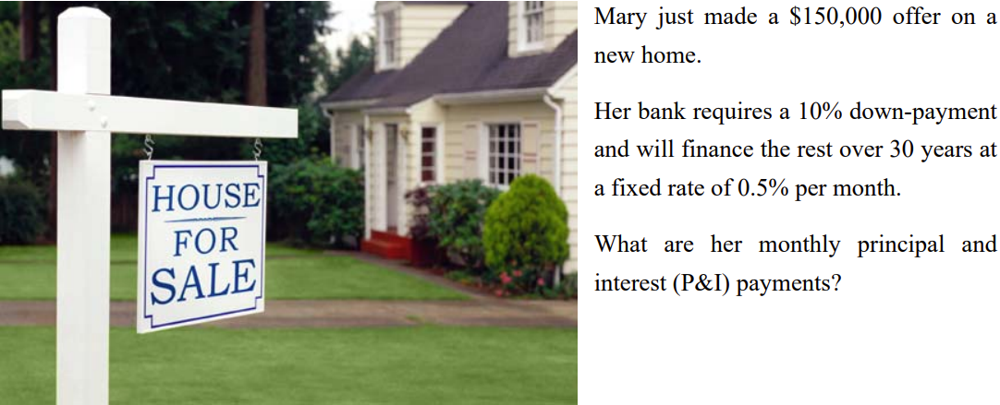 HOUSE
FOR
SALE
Mary just made a $150,000 offer on a
new home.
Her bank requires a 10% down-payment
and will finance the rest over 30 years at
a fixed rate of 0.5% per month.
What are her monthly principal and
interest (P&I) payments?